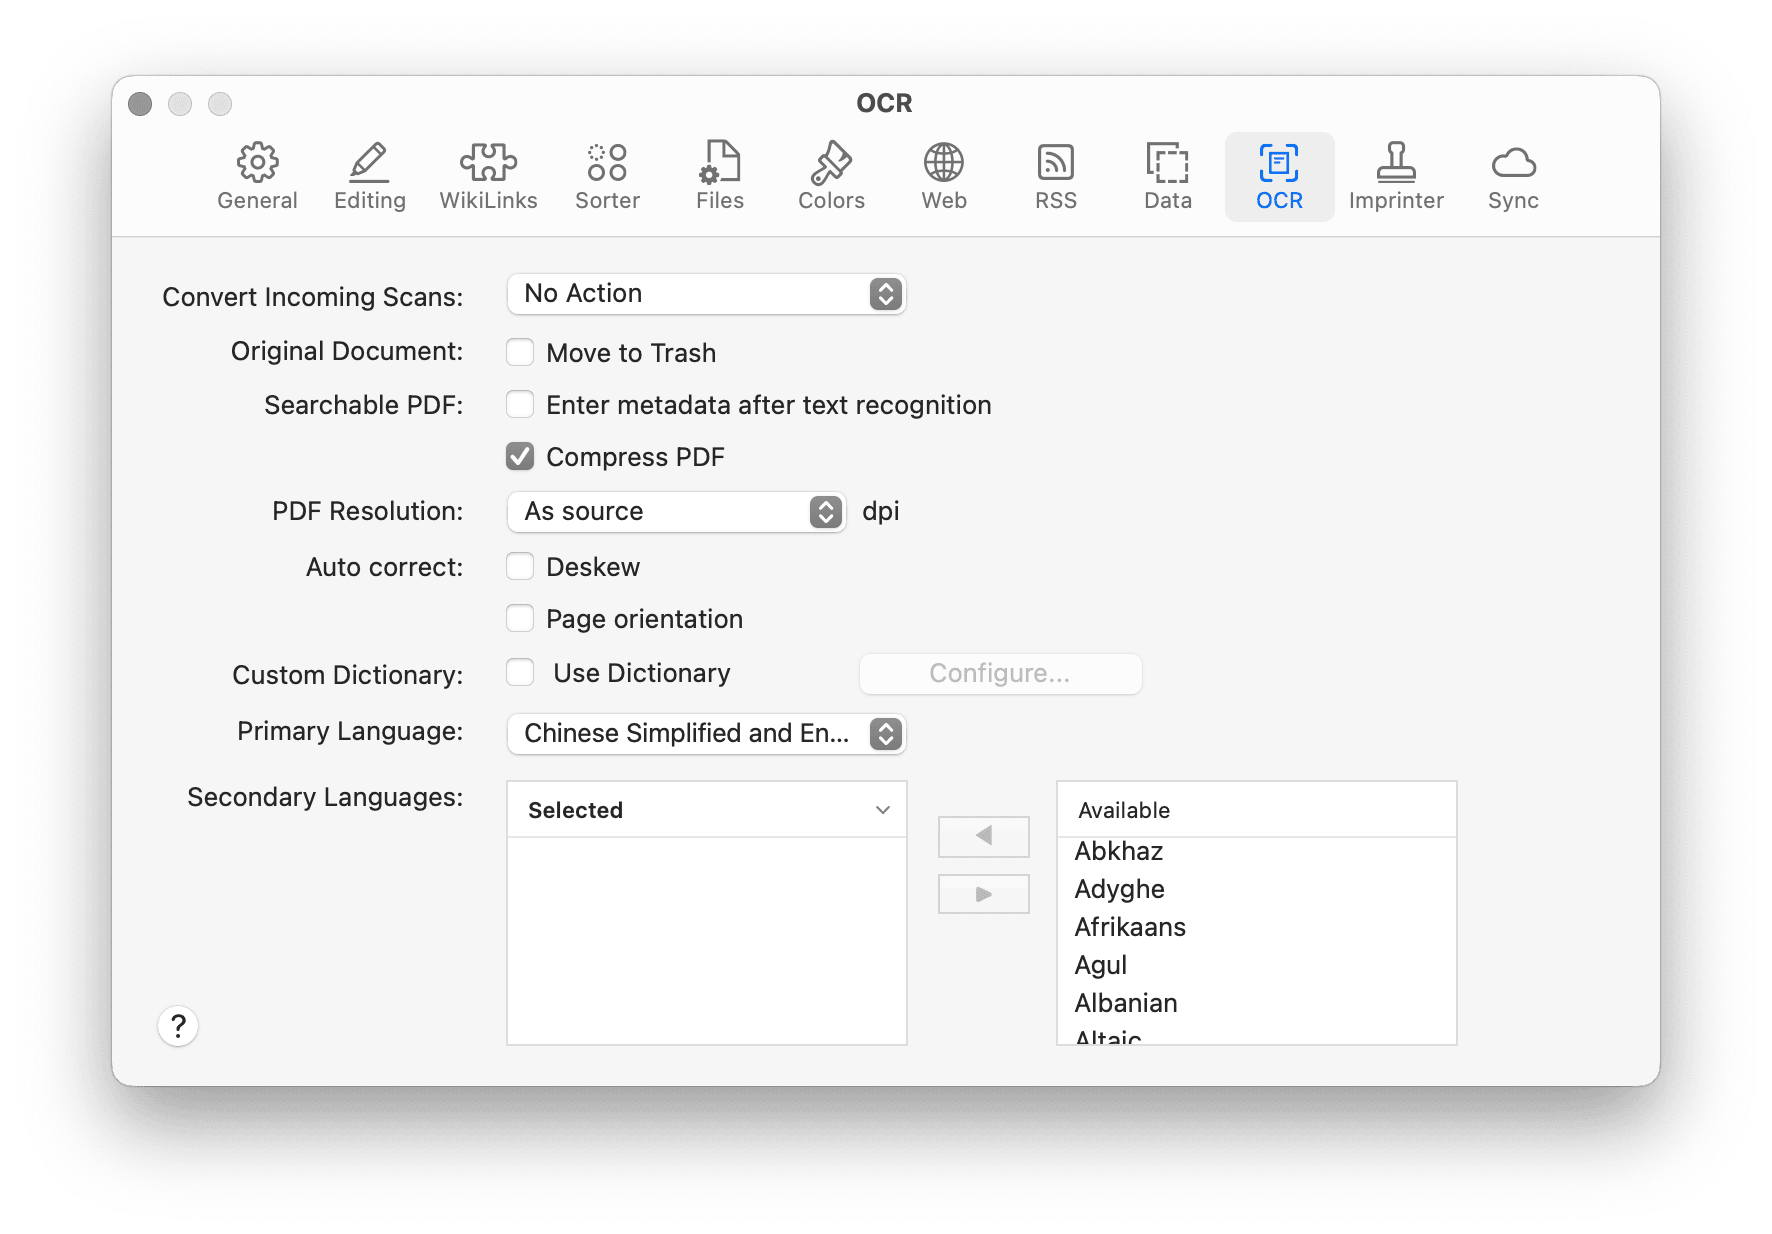 OCR
General Editing WikiLinks Sorter Files Colors Web RSS Data OCR Imprinter Sync
Convert Incoming Scans: No Action
Original Document: Move to Trash
Searchable PDF: Enter metadata after text recognition
Compress PDF
PDF Resolution: As source dpi
Auto correct: Deskew
Page orientation
Custom Dictionary: Use Dictionary Configure...
Primary Language: Chinese Simplified and En...
Secondary Languages: Selected Available
Abkhaz
Adyghe
Afrikaans
Agul
Albanian
Altaic
?